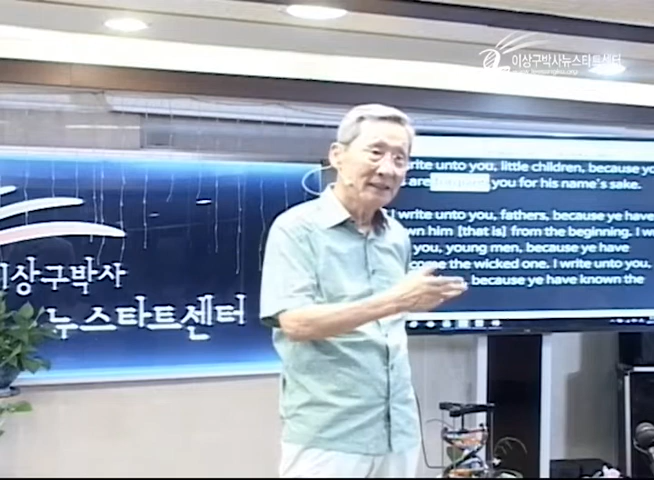 이상구박사뉴스타트센터
이상구박사
뉴스타트센터
rite unto you, little children, because yo
are you for his name's sake.
I write unto you, fathers, because ye have
wn him [that is] from the beginning. I w
you, young men, because ye have
come the wicked one. I write unto you,
because ye have known the